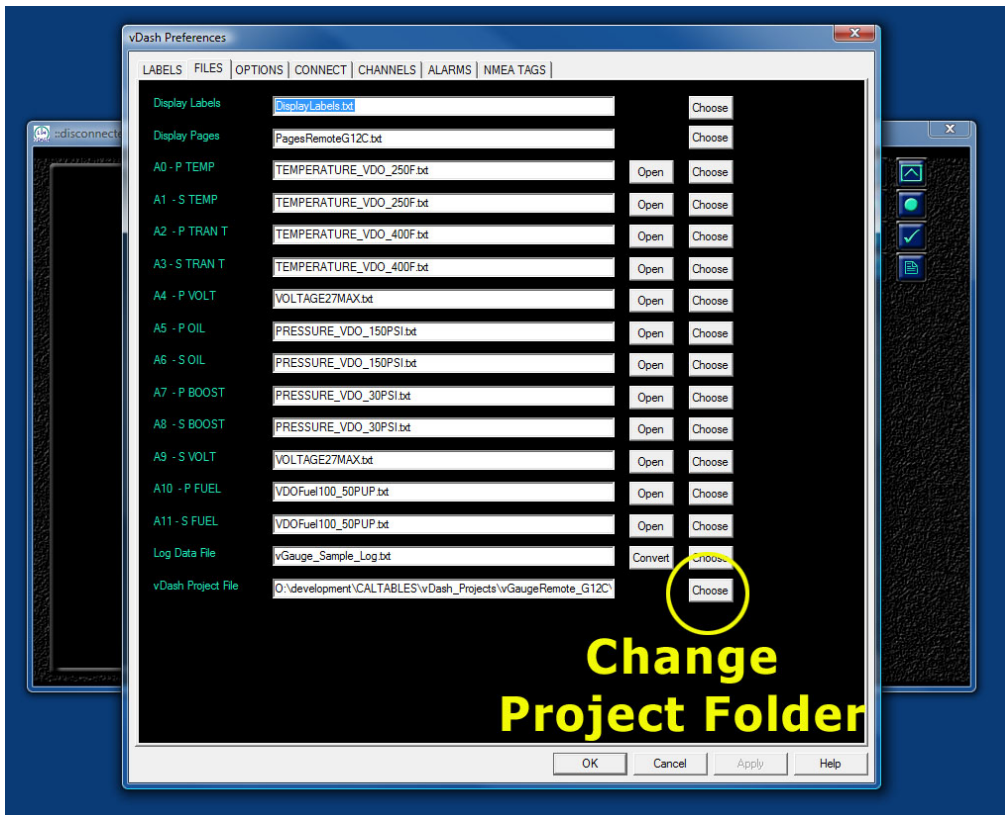 vDash Preferences
LABELS FILES OPTIONS CONNECT CHANNELS ALARMS NMEA TAGS
::disconnecte
Display Labels DisplayLabels.txt Choose
Display Pages PagesRemoteG12C.txt Choose
A0 - P TEMP TEMPERATURE_VDO_250F.txt Open Choose
A1 - S TEMP TEMPERATURE_VDO_250F.txt Open Choose
A2 - P TRAN T TEMPERATURE_VDO_400F.txt Open Choose
A3 - S TRAN T TEMPERATURE_VDO_400F.txt Open Choose
A4 - P VOLT VOLTAGE27MAX.txt Open Choose
A5 - P OIL PRESSURE_VDO_150PSI.txt Open Choose
A6 - S OIL PRESSURE_VDO_150PSI.txt Open Choose
A7 - P BOOST PRESSURE_VDO_30PSI.txt Open Choose
A8 - S BOOST PRESSURE_VDO_30PSI.txt Open Choose
A9 - S VOLT VOLTAGE27MAX.txt Open Choose
A10 - P FUEL VDOFuel100_50PUP.txt Open Choose
A11 - S FUEL VDOFuel100_50PUP.txt Open Choose
Log Data File vGauge_Sample_Log.txt Convert Choose
vDash Project File O:\development\CALTABLES\vDash_Projects\vGaugeRemote_G12C\ Choose
Change
Project Folder
OK Cancel Apply Help